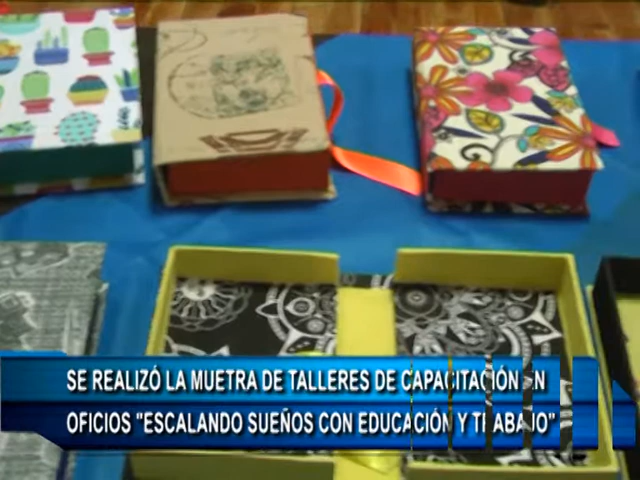 SE REALIZÓ LA MUETRA DE TALLERES DE CAPACITACIÓN EN
OFICIOS "ESCALANDO SUEÑOS CON EDUCACIÓN Y TRABAJO"